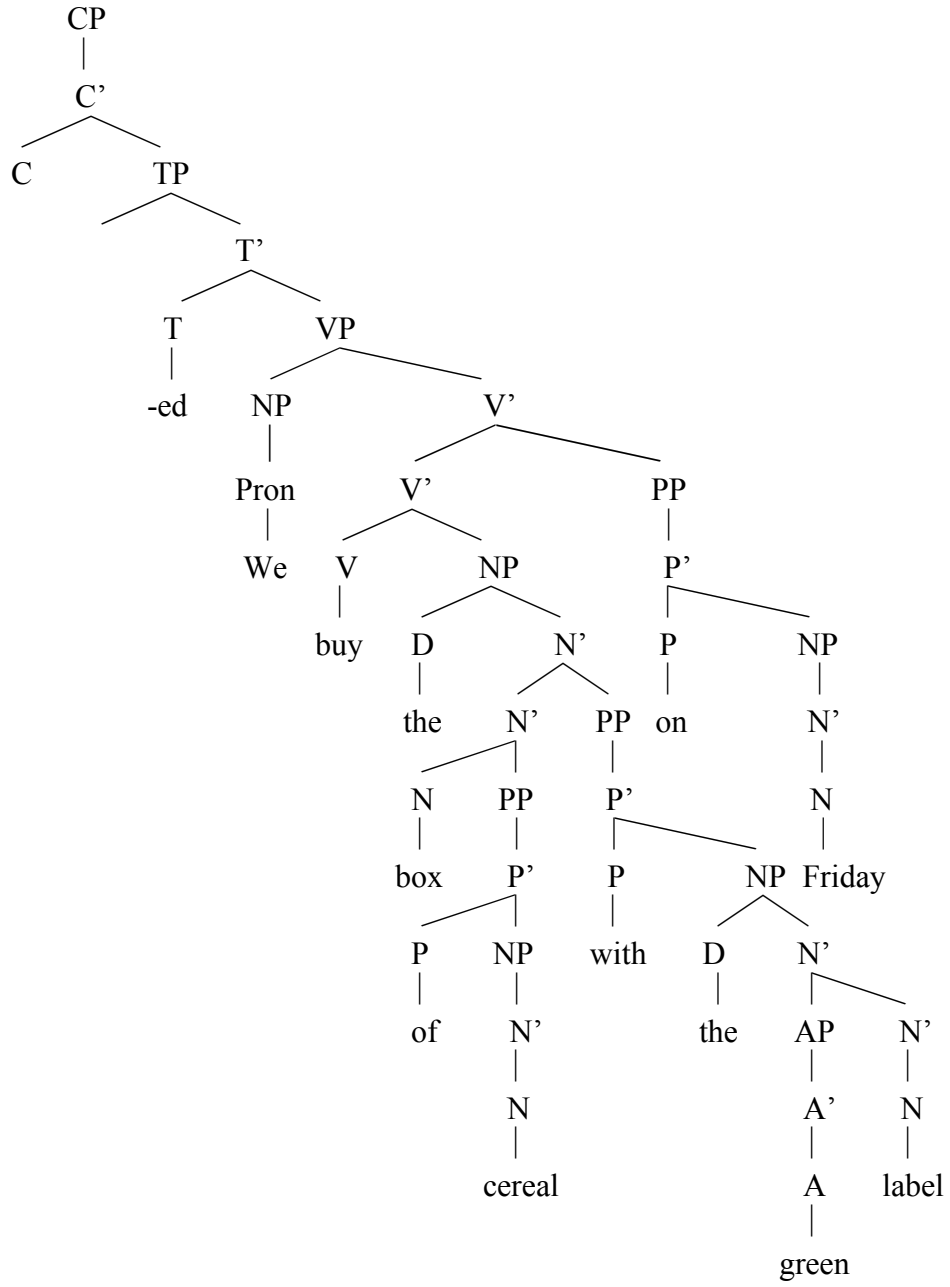 CP
C’
C TP
T’
T VP
-ed NP V’
Pron V’ PP
We V NP P’
buy D N’ P NP
the N’ PP on N’
N PP P’ N
box P’ P NP Friday
P NP with D N’
of N’ the AP N’
N A’ N
cereal A label
green